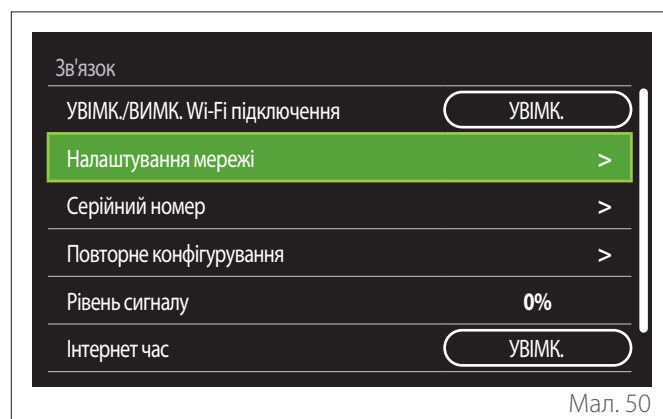 Зв'язок
УВІМК./ВИМК. Wi-Fi підключення УВІМК.
Налаштування мережі >
Серійний номер >
Повторне конфігурування >
Рівень сигналу 0%
Інтернет час УВІМК.
Мал. 50